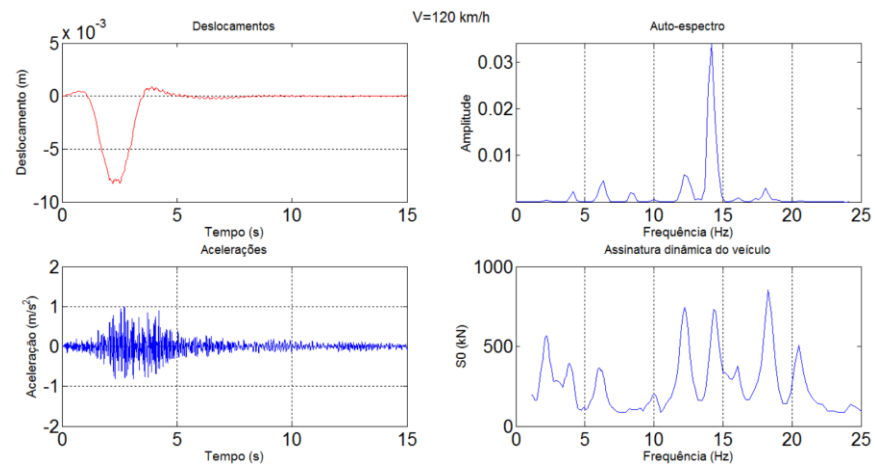 V=120 km/h
Deslocamentos
x 10⁻³
5
0
-5
-10
Deslocamento (m)
0 5 10 15
Tempo (s)
Auto-espectro
0.03
0.02
0.01
Amplitude
0 5 10 15 20 25
Frequência (Hz)
Acelerações
2
1
0
-1
-2
Aceleração (m/s²)
0 5 10 15
Tempo (s)
Assinatura dinâmica do veículo
1000
500
0
S0 (kN)
0 5 10 15 20 25
Frequência (Hz)